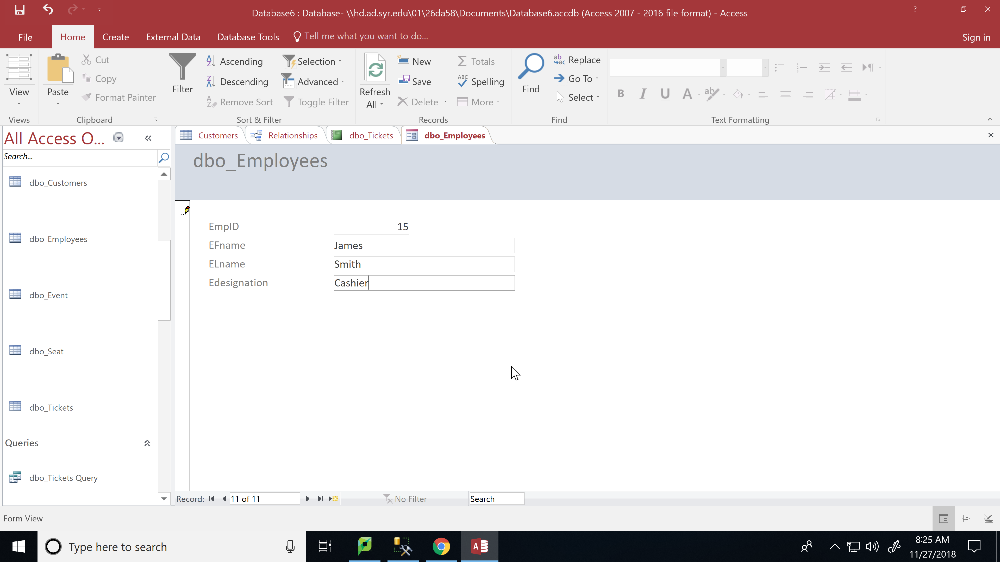 Database6 : Database- \\hd.ad.syr.edu\01\26da58\Documents\Database6.accdb (Access 2007 - 2016 file format) - Access
?
File
Home
Create
External Data
Database Tools
Tell me what you want to do...
Sign in
View
Views
Paste
Cut
Copy
Format Painter
Clipboard
Filter
Ascending
Descending
Remove Sort
Selection
Advanced
Toggle Filter
Sort & Filter
Refresh
All
New
Save
Delete
Totals
Spelling
More
Records
Find
Replace
Go To
Select
Find
B I U A
Text Formatting
All Access O...
Search...
dbo_Customers
dbo_Employees
dbo_Event
dbo_Seat
dbo_Tickets
Queries
dbo_Tickets Query
Customers
Relationships
dbo_Tickets
dbo_Employees
dbo_Employees
EmpID 15
EFname James
ELname Smith
Edesignation Cashier
Record: 11 of 11 No Filter Search
Form View
Type here to search
8:25 AM
11/27/2018